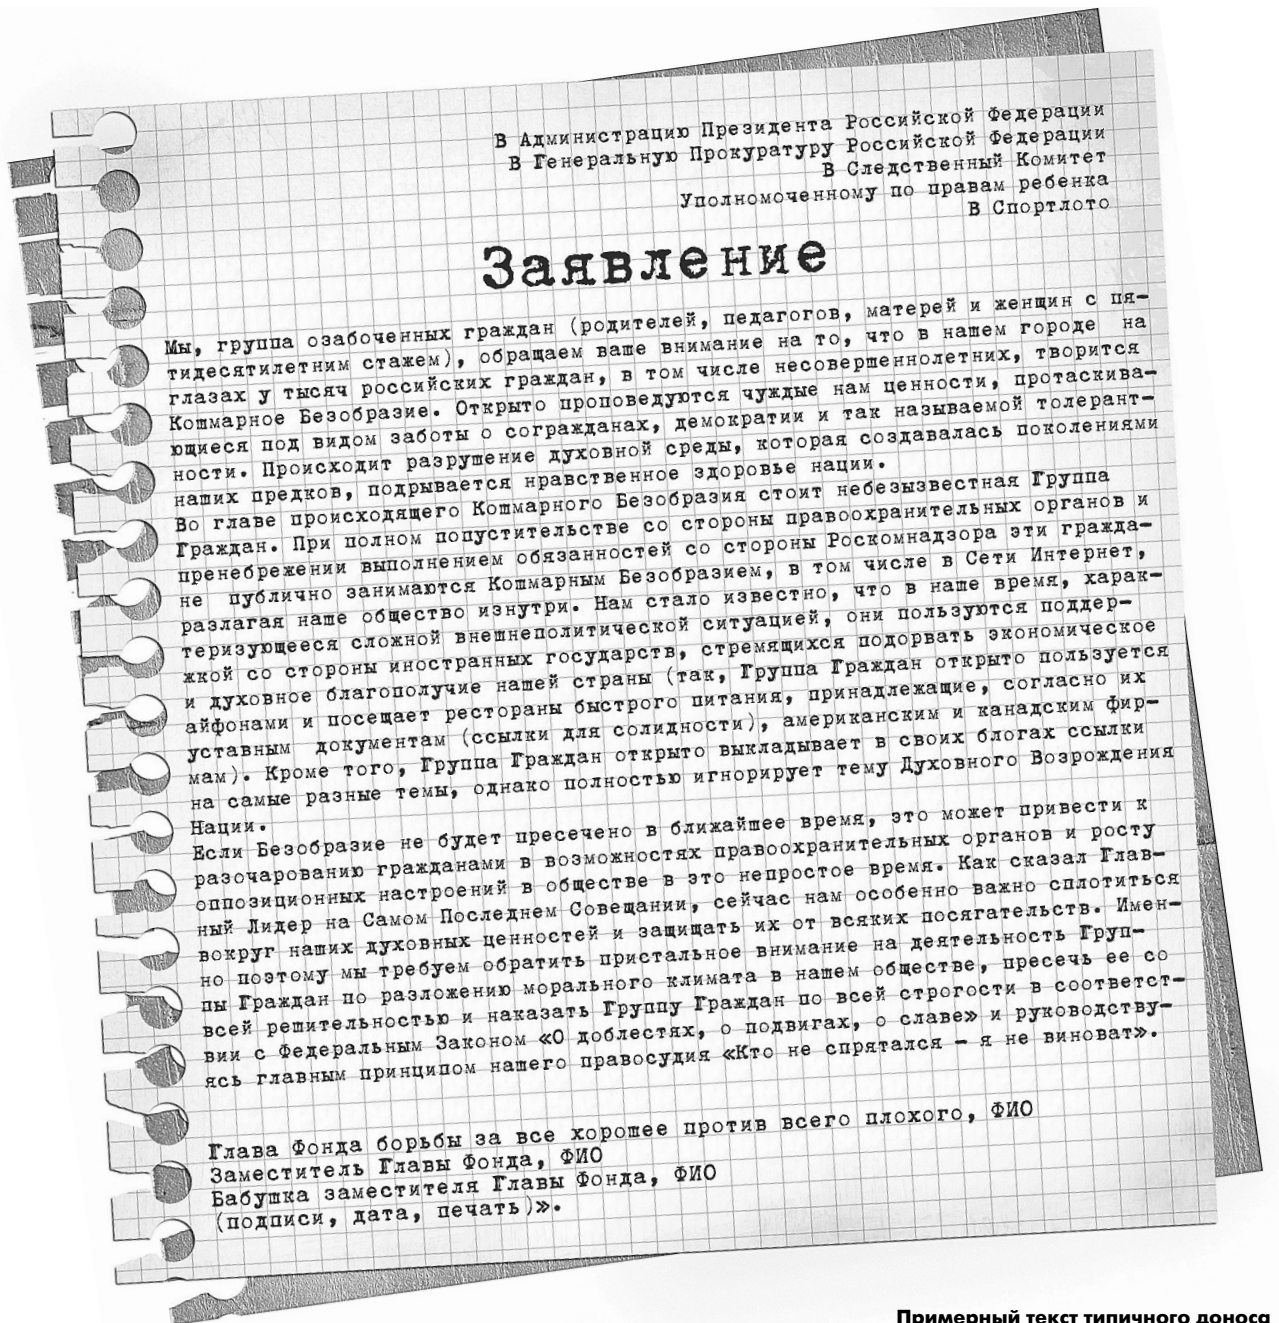 В Администрацию Президента Российской Федерации
В Генеральную Прокуратуру Российской Федерации
В Следственный Комитет
Уполномоченному по правам ребенка
В Спортлото
Заявление
Мы, группа озабоченных граждан (родителей, педагогов, матерей и женщин с пя-
тидесятилетним стажем), обращаем ваше внимание на то, что в нашем городе на
глазах у тысяч российских граждан, в том числе несовершеннолетних, творится
Кошмарное Безобразие. Открыто проповедуются чуждые нам ценности, протаскива-
ющиеся под видом заботы о согражданах, демократии и так называемой толерант-
ности. Происходит разрушение духовной среды, которая создавалась поколениями
наших предков, подрывается нравственное здоровье нации.
Во главе происходящего Кошмарного Безобразия стоит небезызвестная Группа
Граждан. При полном попустительстве со стороны правоохранительных органов и
пренебрежении выполнением обязанностей со стороны Роскомнадзора эти гражда-
не публично занимаются Кошмарным Безобразием, в том числе в Сети Интернет,
разлагая наше общество изнутри. Нам стало известно, что в наше время, харак-
теризующееся сложной внешнеполитической ситуацией, они пользуются поддер-
жкой со стороны иностранных государств, стремящихся подорвать экономическое
и духовное благополучие нашей страны (так, Группа Граждан открыто пользуется
айфонами и посещает рестораны быстрого питания, принадлежащие, согласно их
уставным документам (ссылки для солидности), американским и канадским фир-
мам). Кроме того, Группа Граждан открыто выкладывает в своих блогах ссылки
на самые разные темы, однако полностью игнорирует тему Духовного Возрождения
Нации.
Если Безобразие не будет пресечено в ближайшее время, это может привести к
разочарованию гражданами в возможностях правоохранительных органов и росту
оппозиционных настроений в обществе в это непростое время. Как сказал Глав-
ный Лидер на Самом Последнем Совещании, сейчас нам особенно важно сплотиться
вокруг наших духовных ценностей и защищать их от всяких посягательств. Имен-
но поэтому мы требуем обратить пристальное внимание на деятельность Груп-
пы Граждан по разложению морального климата в нашем обществе, пресечь ее со
всей решительностью и наказать Группу Граждан по всей строгости в соответст-
вии с Федеральным Законом «О доблестях, о подвигах, о славе» и руководству-
ясь главным принципом нашего правосудия «Кто не спрятался – я не виноват».
Глава Фонда борьбы за все хорошее против всего плохого, ФИО
Заместитель Главы Фонда, ФИО
Бабушка заместителя Главы Фонда, ФИО
(подписи, дата, печать)».
Примерный текст типичного доноса